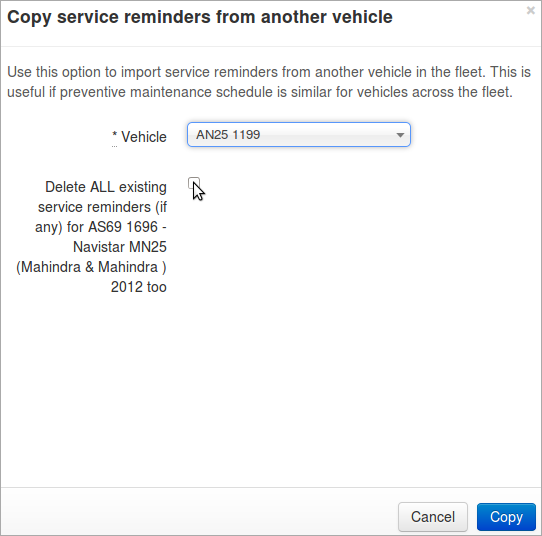 Copy service reminders from another vehicle
×
Use this option to import service reminders from another vehicle in the fleet. This is
useful if preventive maintenance schedule is similar for vehicles across the fleet.
* Vehicle
AN25 1199
Delete ALL existing
service reminders (if
any) for AS69 1696 -
Navistar MN25
(Mahindra & Mahindra )
2012 too
Cancel
Copy